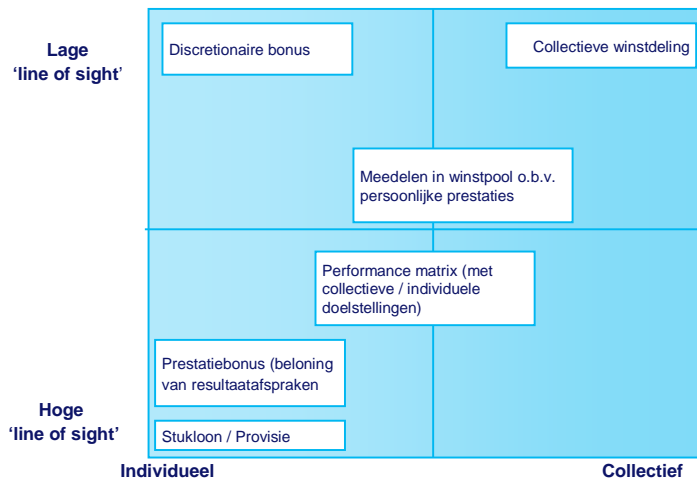 Lage
'line of sight'
Discretionaire bonus
Collectieve winstdeling
Meedelen in winstpool o.b.v.
persoonlijke prestaties
Performance matrix (met
collectieve / individuele
doelstellingen)
Prestatiebonus (beloning
van resultaatafspraken
Hoge
'line of sight'
Stukloon / Provisie
Individueel
Collectief